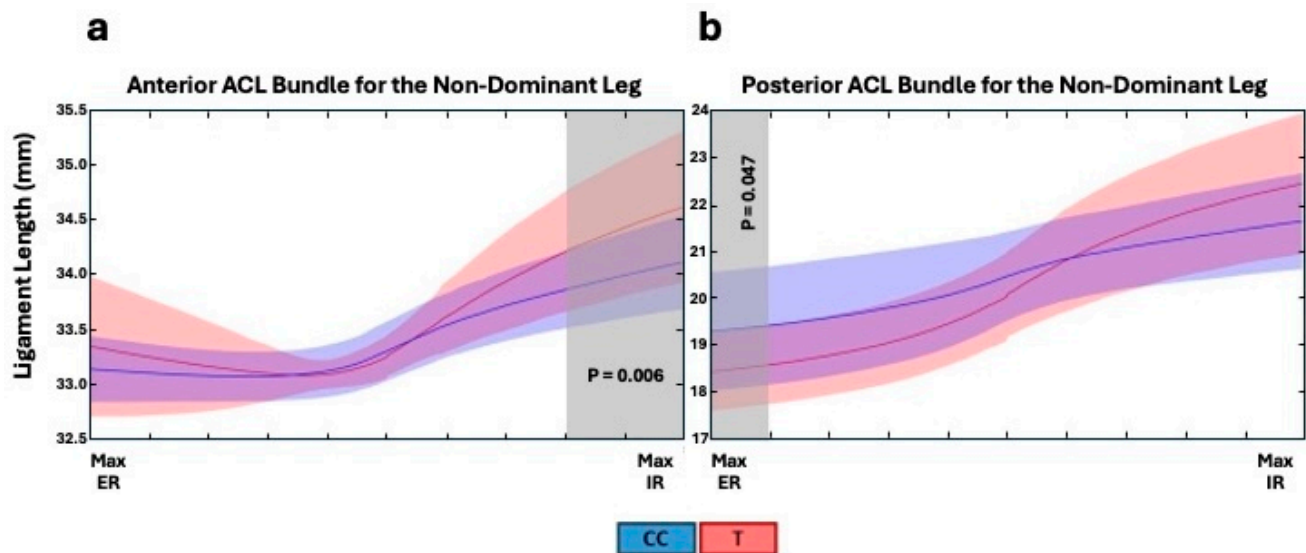 a
b
Anterior ACL Bundle for the Non-Dominant Leg
Posterior ACL Bundle for the Non-Dominant Leg
Ligament Length (mm)
35.5
35.0
34.5
34.0
33.5
33.0
32.5
P = 0.006
24
23
22
21
20
19
18
17
P = 0.047
Max
ER
Max
IR
Max
ER
Max
IR
CC
T